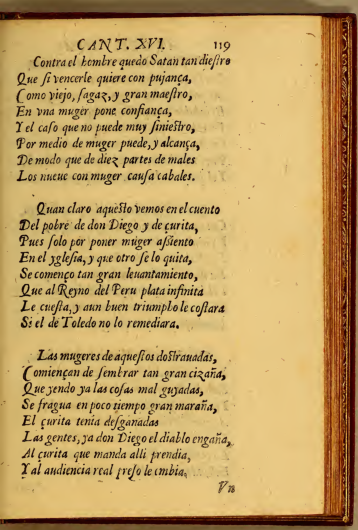 CANT. XVI. 119
Contra el hombre quedo Satan tan diestro
Que si vencerle quiere con pujança,
Como viejo, sagaz, y gran maestro,
En vna muger pone confiança,
Y el caso que no puede muy siniestro,
Por medio de muger puede, y alcança,
De modo que de diez partes de males
Los nueue con muger causa cabales.
Quan claro aquesto vemos en el cuento
Del pobre de don Diego y de çurita,
Pues solo por poner muger assiento
En el yglesia, y que otro se lo quita,
Se començo tan gran leuantamiento,
Que al Reyno del Peru plata infinita
Le cuesta, y aun buen triumpho le costara
Si el de Toledo no lo remediara.
Las mugeres de aquestos dos trauadas,
Comiençan de sembrar tan gran cizaña,
Que yendo ya las cosas mal guyadas,
Se fragua en poco tiempo gran maraña,
El çurita tenia desganadas
Las gentes, ya don Diego el diablo engaña,
Al çurita que manda alli prendia,
Y al audiencia real preso le embia.